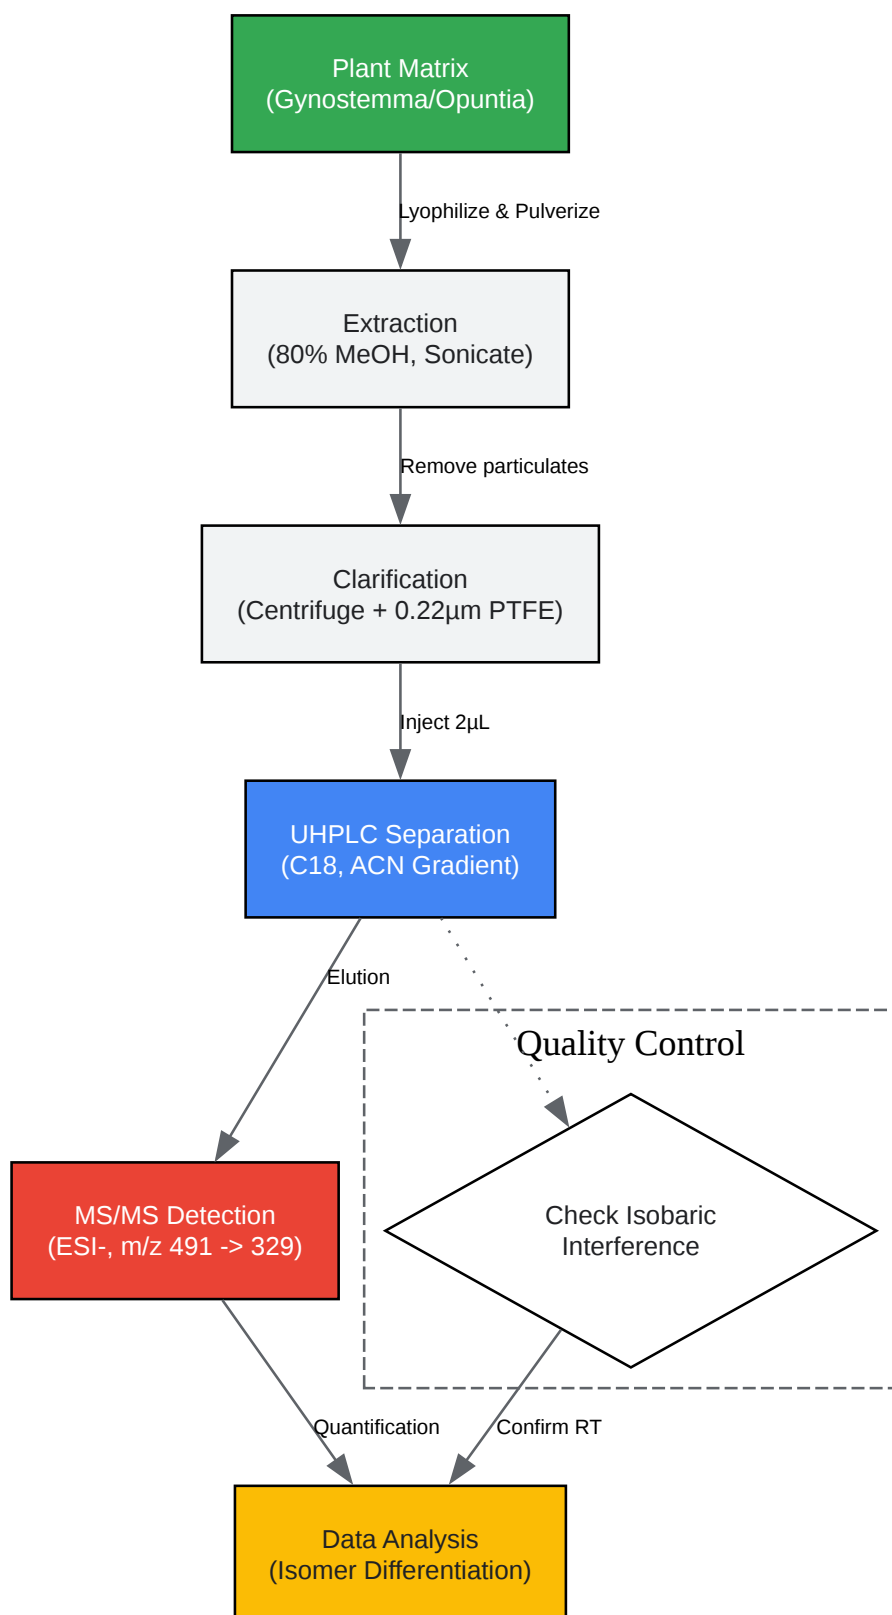 Plant Matrix
(Gynostemma/Opuntia)
Lyophilize & Pulverize
Extraction
(80% MeOH, Sonicate)
Remove particulates
Clarification
(Centrifuge + 0.22µm PTFE)
Inject 2µL
UHPLC Separation
(C18, ACN Gradient)
Elution
Quality Control
MS/MS Detection
(ESI-, m/z 491 -> 329)
Check Isobaric
Interference
Quantification
Confirm RT
Data Analysis
(Isomer Differentiation)